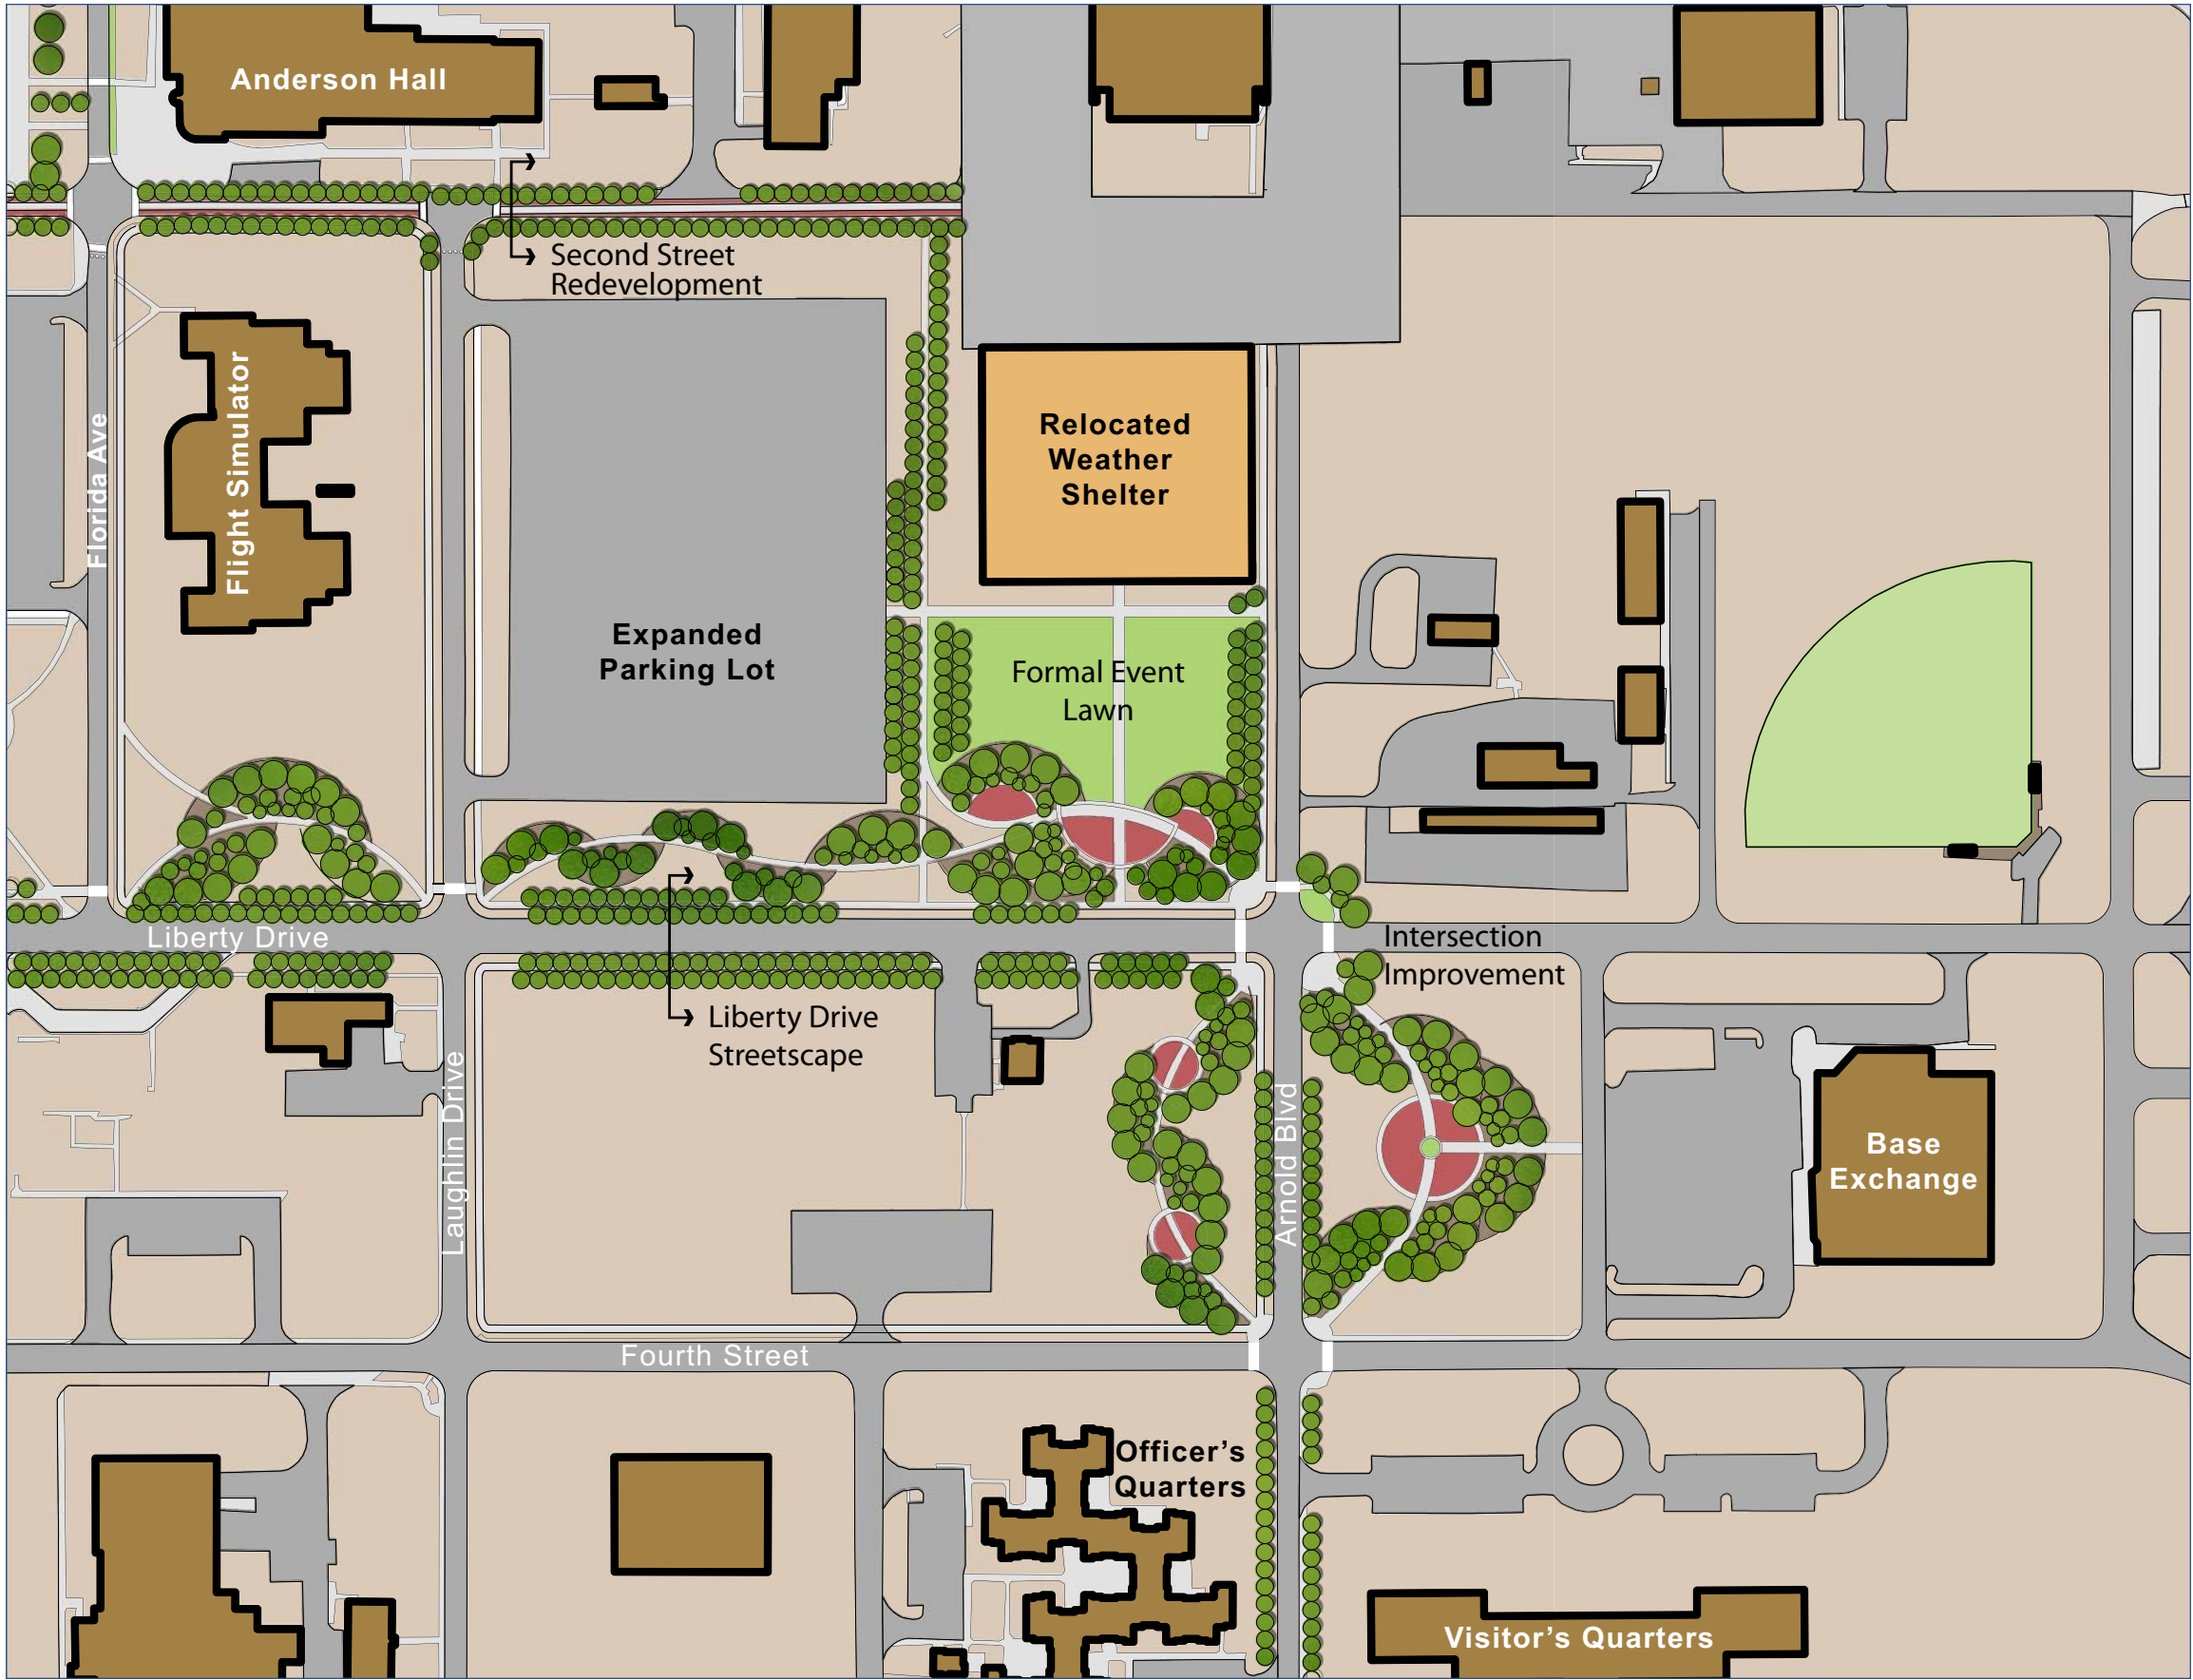 Anderson Hall
Second Street
Redevelopment
Florida Ave
Flight Simulator
Relocated
Weather
Shelter
Expanded
Parking Lot
Formal Event
Lawn
Liberty Drive
Intersection
Improvement
Liberty Drive
Streetscape
Laughlin Drive
Arnold Blvd
Base
Exchange
Fourth Street
Officer's
Quarters
Visitor's Quarters